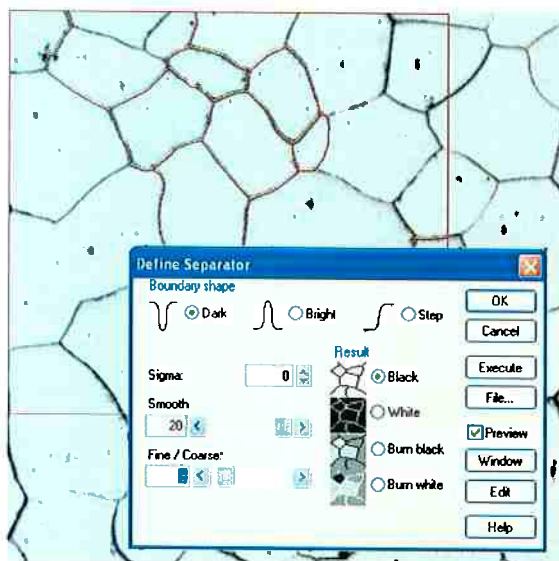 Define Separator
Boundary shape
Dark
Bright
Step
OK
Cancel
Sigma:
0
Result
Black
Execute
File...
Smooth
20
White
Preview
Burn black
Window
Fine / Coarse:
Burn white
Edit
Help